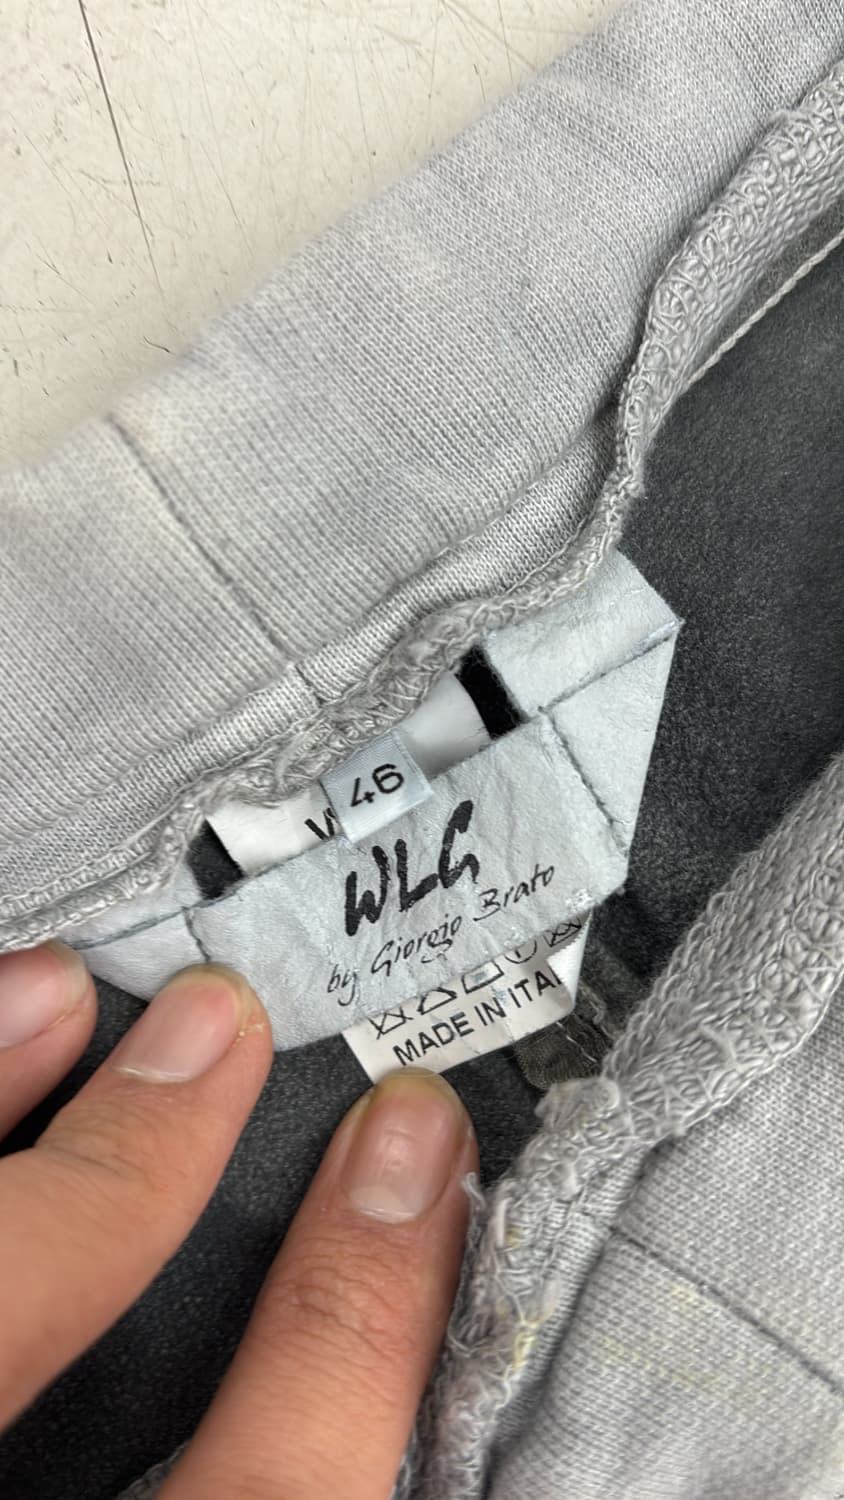 46
WLG
by Giorgio Brato
MADE IN ITA